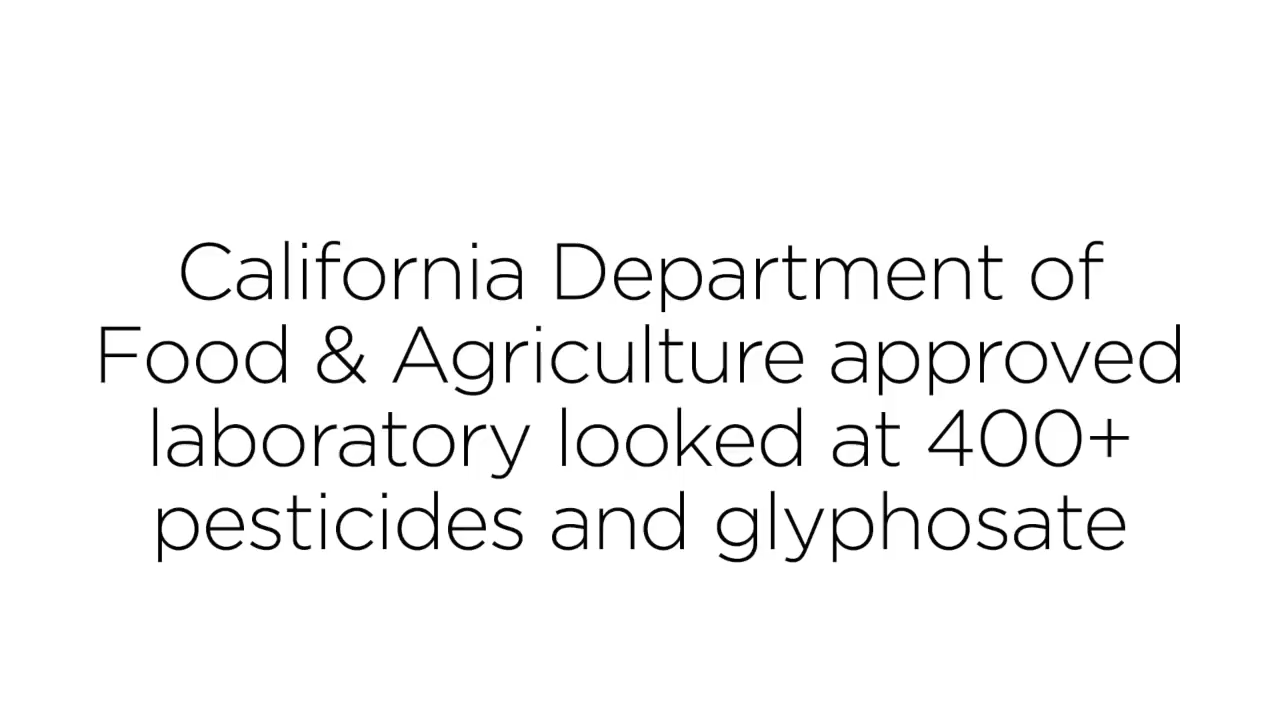 California Department of
Food & Agriculture approved
laboratory looked at 400+
pesticides and glyphosate